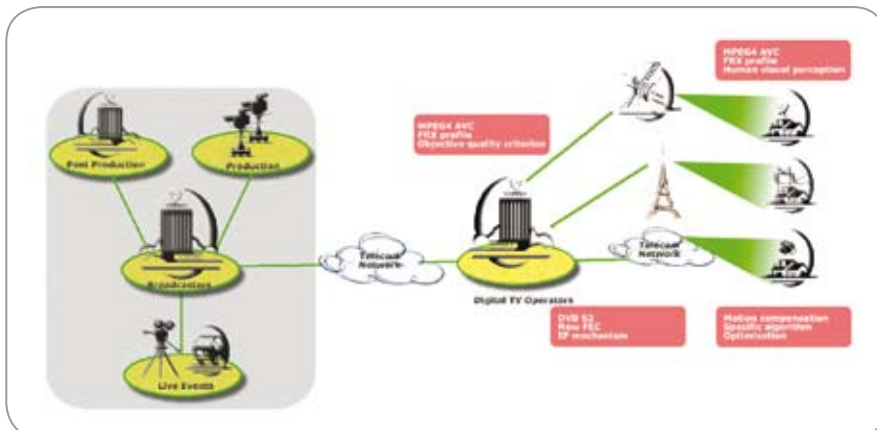 MPEG4 AVC
FRX profile
Human visual perception
MPEG4 AVC
FRX profile
Objective quality criterion
Post Production
Production
Broadcasters
Telecom
Network
Telecom
Network
Digital TV Operators
Live Events
DVB S2
New FEC
IP mechanism
Motion compensation
Specific algorithm
Optimisation